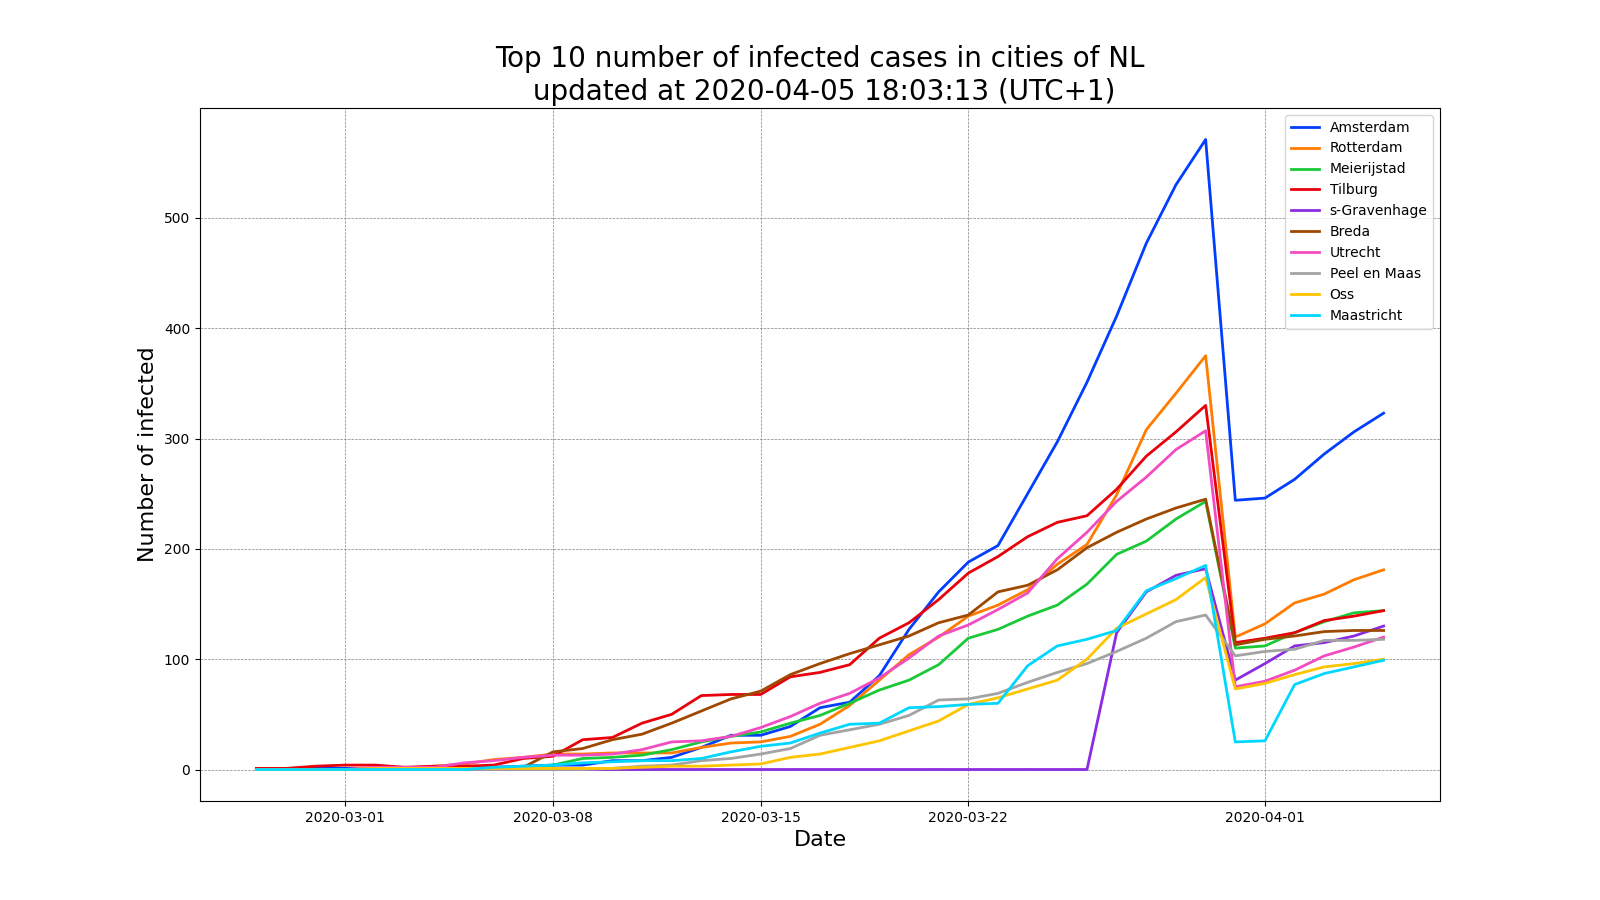 Top 10 number of infected cases in cities of NL
updated at 2020-04-05 18:03:13 (UTC+1)
Amsterdam
Rotterdam
Meierijstad
Tilburg
s-Gravenhage
Breda
Utrecht
Peel en Maas
Oss
Maastricht
Number of infected
500
400
300
200
100
0
2020-03-01
2020-03-08
2020-03-15
2020-03-22
2020-04-01
Date